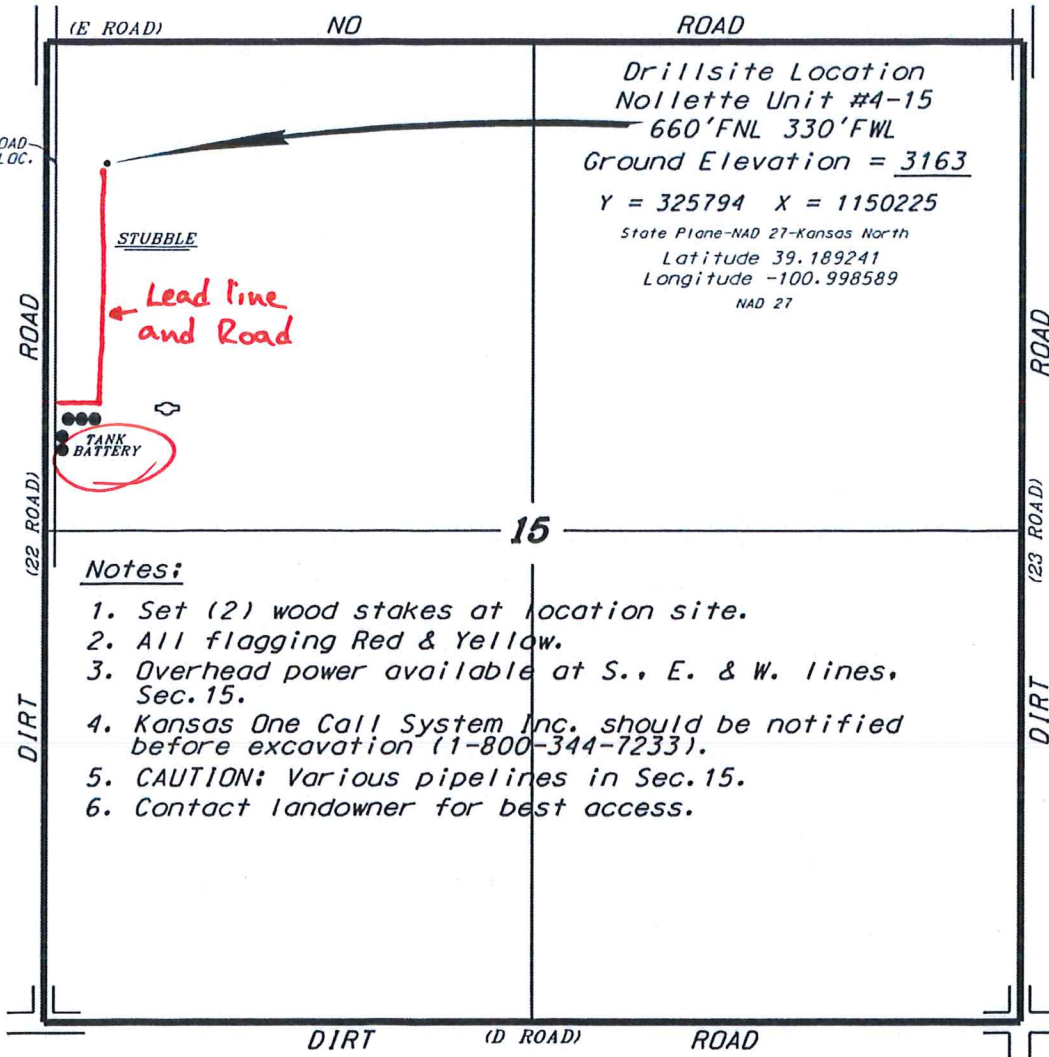 (E ROAD) NO ROAD
Drillsite Location
Nollette Unit #4-15
660'FNL 330'FWL
Ground Elevation = 3163
Y = 325794 X = 1150225
State Plane-NAD 27-Kansas North
Latitude 39.189241
Longitude -100.998589
NAD 27
LOC.
STUBBLE
Lead line
and Road
ROAD
TANK
BATTERY
(22 ROAD)
DIRT
15
ROAD
(23 ROAD)
DIRT
Notes:
1. Set (2) wood stakes at location site.
2. All flagging Red & Yellow.
3. Overhead power available at S., E. & W. lines,
Sec. 15.
4. Kansas One Call System Inc. should be notified
before excavation (1-800-344-7233).
5. CAUTION: Various pipelines in Sec. 15.
6. Contact landowner for best access.
DIRT (D ROAD) ROAD